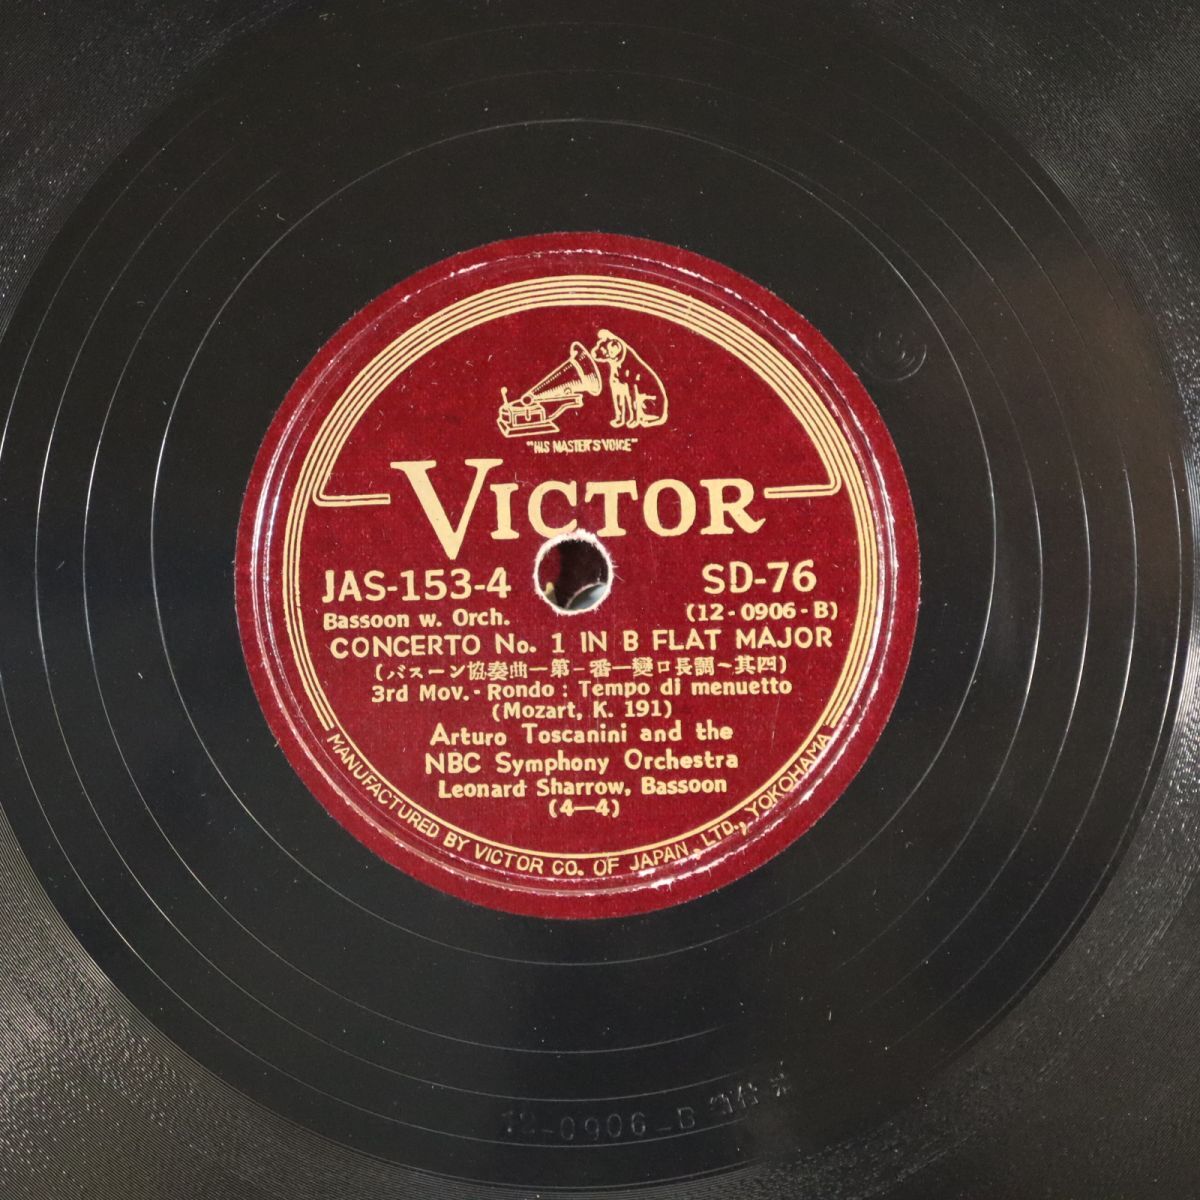 "HIS MASTER'S VOICE"
VICTOR
JAS-153-4 SD-76
Bassoon w. Orch. (12-0906-B)
CONCERTO No. 1 IN B FLAT MAJOR
(バスーン協奏曲—第一番—變ロ長調〜其四)
3rd Mov.- Rondo: Tempo di menuetto
(Mozart, K. 191)
Arturo Toscanini and the
NBC Symphony Orchestra
Leonard Sharrow, Bassoon
(4—4)
MANUFACTURED BY VICTOR CO. OF JAPAN, LTD., YOKOHAMA
12-0906-B